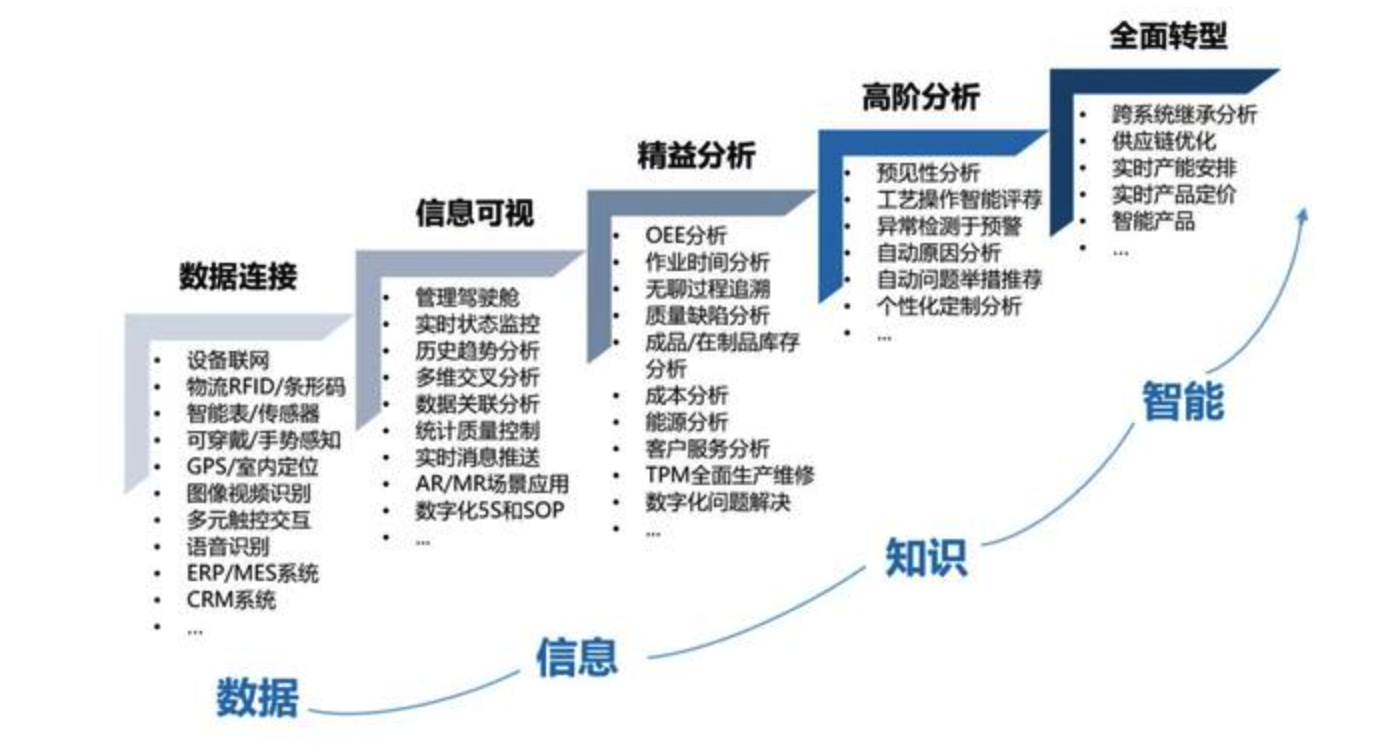 数据连接
设备联网
物流RFID/条形码
智能表/传感器
可穿戴/手势感知
GPS/室内定位
图像视频识别
多元触控交互
语音识别
ERP/MES系统
CRM系统
...
信息可视
管理驾驶舱
实时状态监控
历史趋势分析
多维交叉分析
数据关联分析
统计质量控制
实时消息推送
AR/MR场景应用
数字化5S和SOP
...
精益分析
OEE分析
作业时间分析
无聊过程追溯
质量缺陷分析
成品/在制品库存
分析
成本分析
能源分析
客户服务分析
TPM全面生产维修
数字化问题解决
...
高阶分析
预见性分析
工艺操作智能评荐
异常检测于预警
自动原因分析
自动问题举措推荐
个性化定制分析
...
全面转型
跨系统继承分析
供应链优化
实时产能安排
实时产品定价
智能产品
...
数据
信息
知识
智能